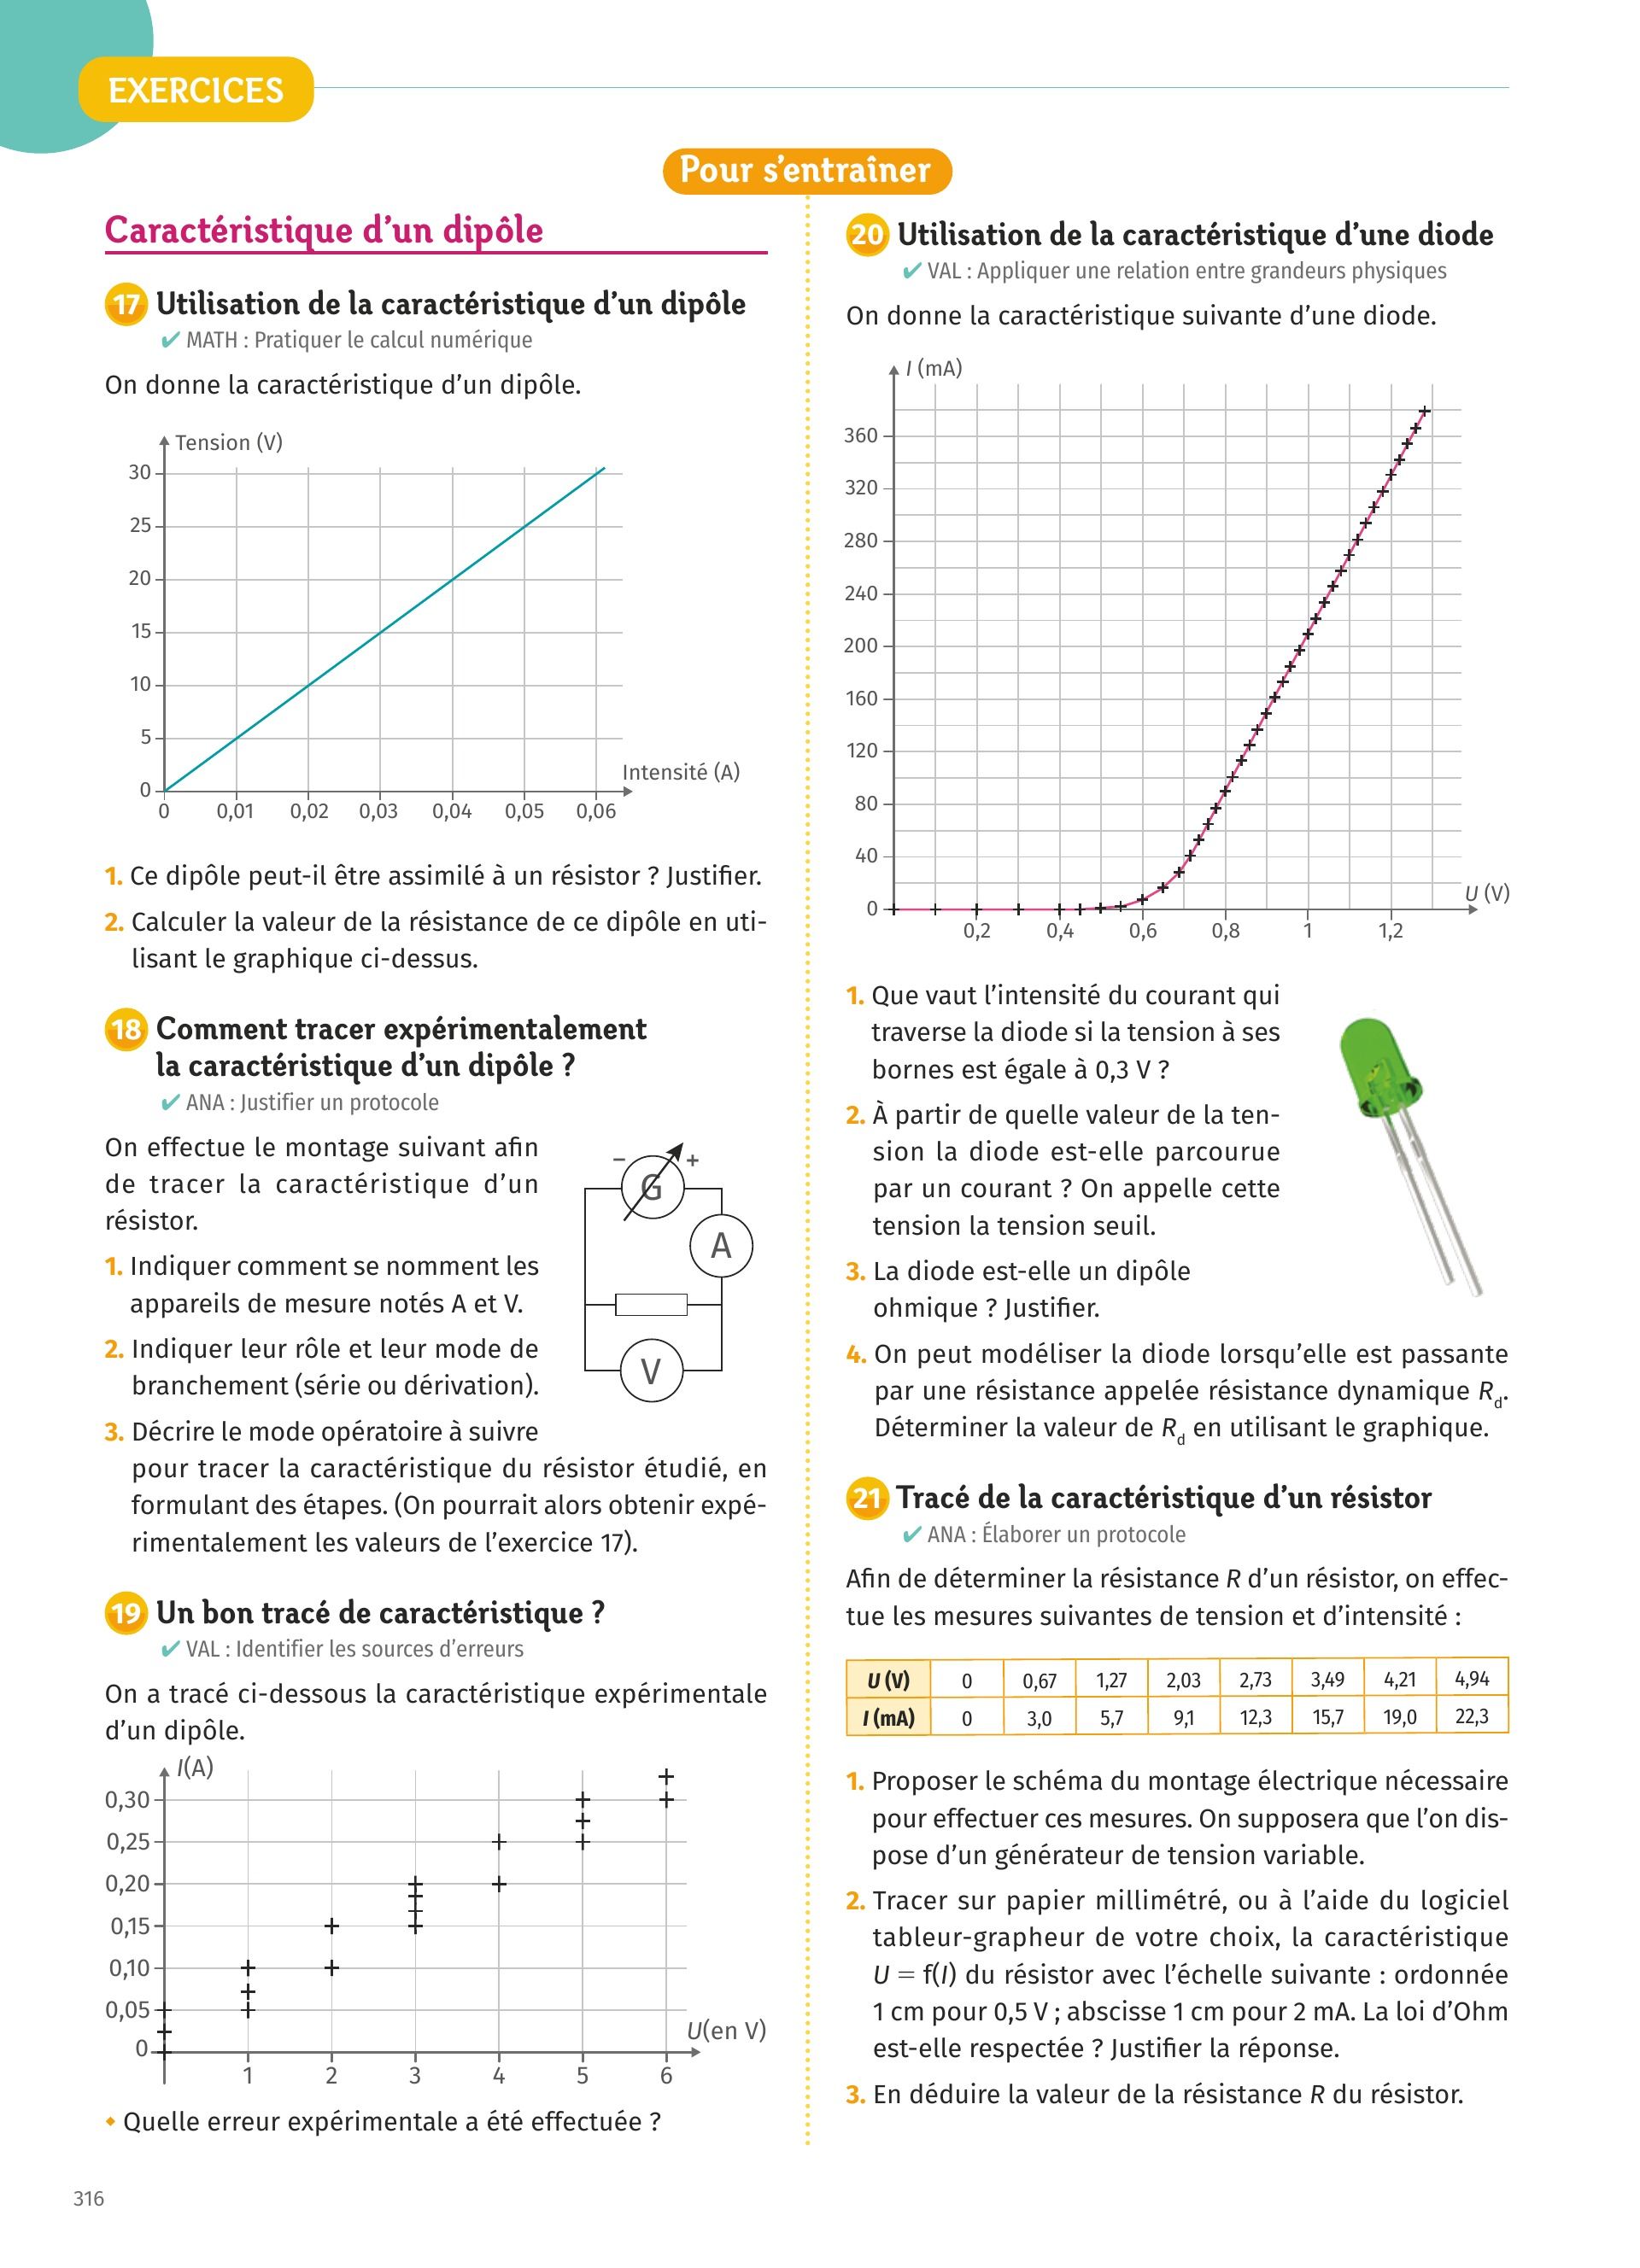 EXERCICES
Pour s'entraîner
Caractéristique d'un dipôle
17 Utilisation de la caractéristique d'un dipôle
✔ MATH : Pratiquer le calcul numérique
On donne la caractéristique d'un dipôle.
Tension (V)
30
25
20
15
10
5
0
Intensité (A)
0 0,01 0,02 0,03 0,04 0,05 0,06
1. Ce dipôle peut-il être assimilé à un résistor ? Justifier.
2. Calculer la valeur de la résistance de ce dipôle en uti-
lisant le graphique ci-dessus.
18 Comment tracer expérimentalement
la caractéristique d'un dipôle ?
✔ ANA : Justifier un protocole
On effectue le montage suivant afin
de tracer la caractéristique d'un
résistor.
1. Indiquer comment se nomment les
appareils de mesure notés A et V.
2. Indiquer leur rôle et leur mode de
branchement (série ou dérivation).
3. Décrire le mode opératoire à suivre
pour tracer la caractéristique du résistor étudié, en
formulant des étapes. (On pourrait alors obtenir expé-
rimentalement les valeurs de l'exercice 17).
– +
G
A
V
19 Un bon tracé de caractéristique ?
✔ VAL : Identifier les sources d'erreurs
On a tracé ci-dessous la caractéristique expérimentale
d'un dipôle.
I(A)
0,30
0,25
0,20
0,15
0,10
0,05
0
U(en V)
1 2 3 4 5 6
Quelle erreur expérimentale a été effectuée ?
20 Utilisation de la caractéristique d'une diode
✔ VAL : Appliquer une relation entre grandeurs physiques
On donne la caractéristique suivante d'une diode.
I (mA)
360
320
280
240
200
160
120
80
40
0
U (V)
0,2 0,4 0,6 0,8 1 1,2
1. Que vaut l'intensité du courant qui
traverse la diode si la tension à ses
bornes est égale à 0,3 V ?
2. À partir de quelle valeur de la ten-
sion la diode est-elle parcourue
par un courant ? On appelle cette
tension la tension seuil.
3. La diode est-elle un dipôle
ohmique ? Justifier.
4. On peut modéliser la diode lorsqu'elle est passante
par une résistance appelée résistance dynamique Rd.
Déterminer la valeur de Rd en utilisant le graphique.
21 Tracé de la caractéristique d'un résistor
✔ ANA : Élaborer un protocole
Afin de déterminer la résistance R d'un résistor, on effec-
tue les mesures suivantes de tension et d'intensité :
U (V) 0 0,67 1,27 2,03 2,73 3,49 4,21 4,94
I (mA) 0 3,0 5,7 9,1 12,3 15,7 19,0 22,3
1. Proposer le schéma du montage électrique nécessaire
pour effectuer ces mesures. On supposera que l'on dis-
pose d'un générateur de tension variable.
2. Tracer sur papier millimétré, ou à l'aide du logiciel
tableur-grapheur de votre choix, la caractéristique
U = f(I) du résistor avec l'échelle suivante : ordonnée
1 cm pour 0,5 V ; abscisse 1 cm pour 2 mA. La loi d'Ohm
est-elle respectée ? Justifier la réponse.
3. En déduire la valeur de la résistance R du résistor.
316